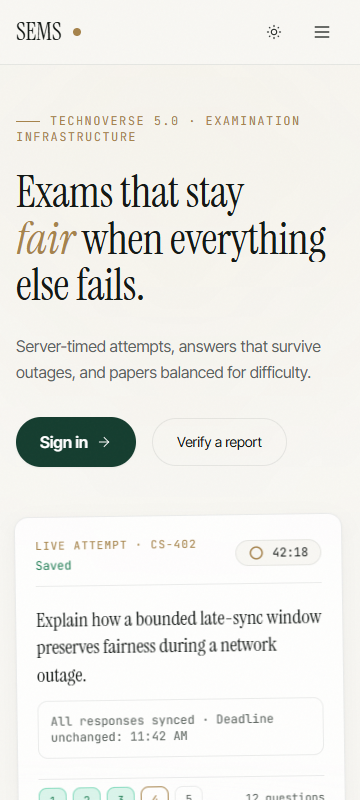 SEMS
TECHNOVERSE 5.0 · EXAMINATION
INFRASTRUCTURE
Exams that stay
fair when everything
else fails.
Server-timed attempts, answers that survive
outages, and papers balanced for difficulty.
Sign in →
Verify a report
LIVE ATTEMPT · CS-402
Saved
42:18
Explain how a bounded late-sync window
preserves fairness during a network
outage.
All responses synced · Deadline
unchanged: 11:42 AM
1 2 3 4 5
12 questions